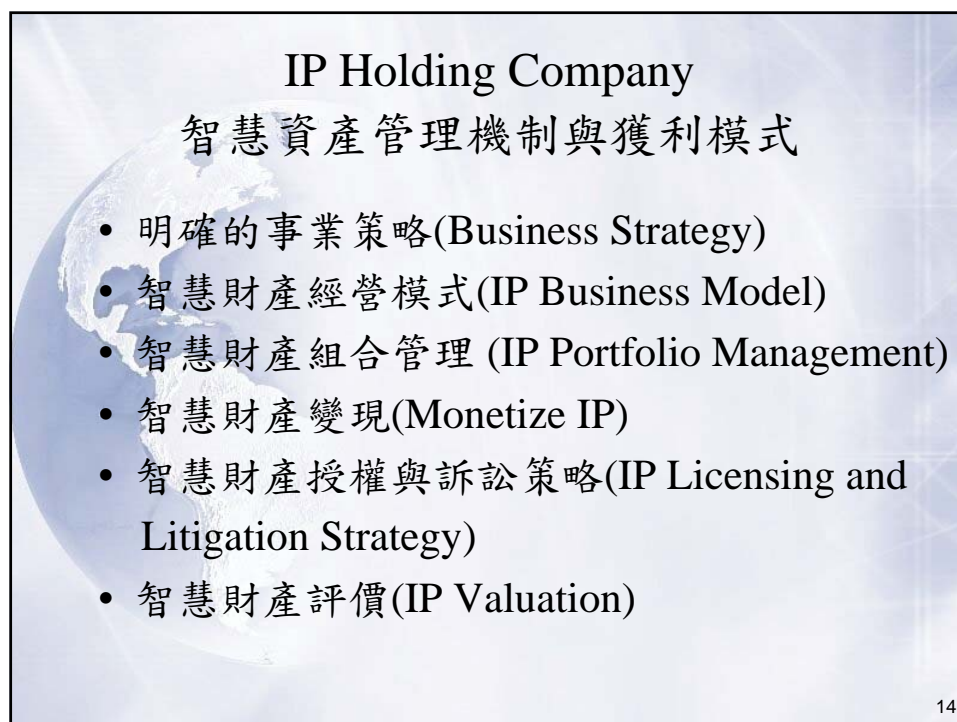 IP Holding Company
智慧資產管理機制與獲利模式
• 明確的事業策略(Business Strategy)
• 智慧財產經營模式(IP Business Model)
• 智慧財產組合管理 (IP Portfolio Management)
• 智慧財產變現(Monetize IP)
• 智慧財產授權與訴訟策略(IP Licensing and
Litigation Strategy)
• 智慧財產評價(IP Valuation)
14